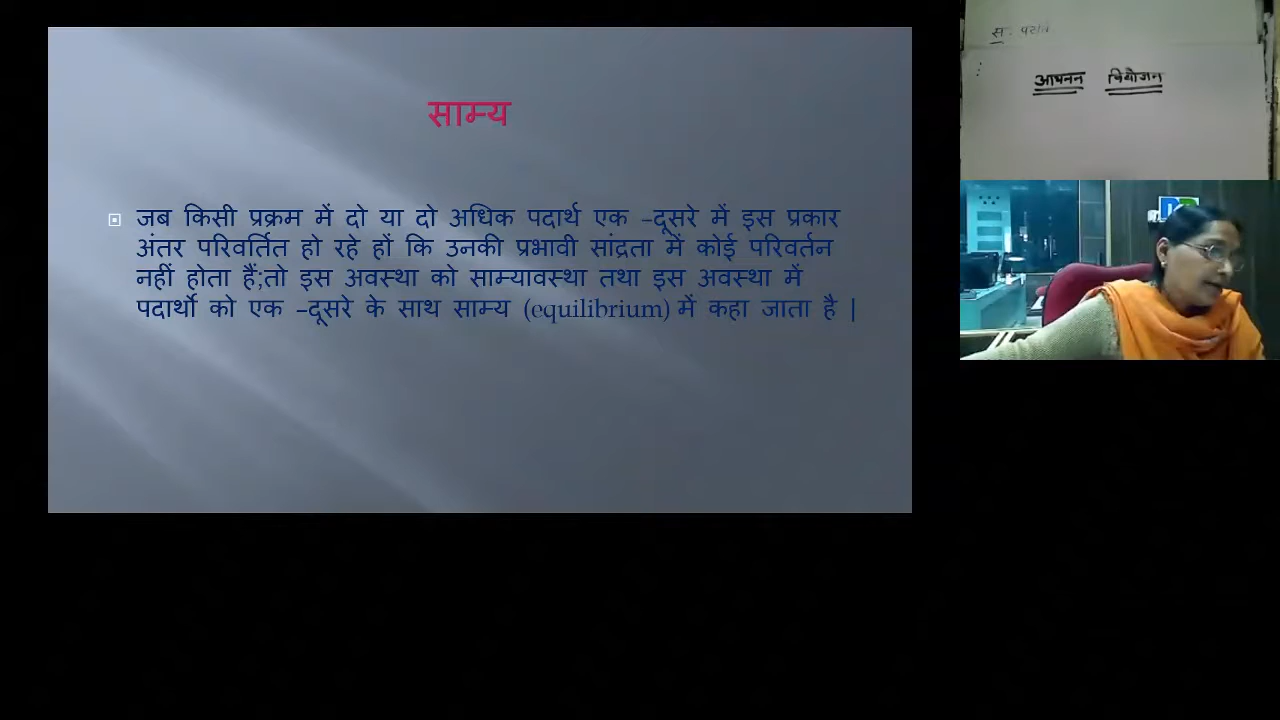 साम्य
जब किसी प्रक्रम में दो या दो अधिक पदार्थ एक –दूसरे में इस प्रकार
अंतर परिवर्तित हो रहे हों कि उनकी प्रभावी सांद्रता में कोई परिवर्तन
नहीं होता हैं;तो इस अवस्था को साम्यावस्था तथा इस अवस्था में
पदार्थो को एक –दूसरे के साथ साम्य (equilibrium) में कहा जाता है |
वियोजन